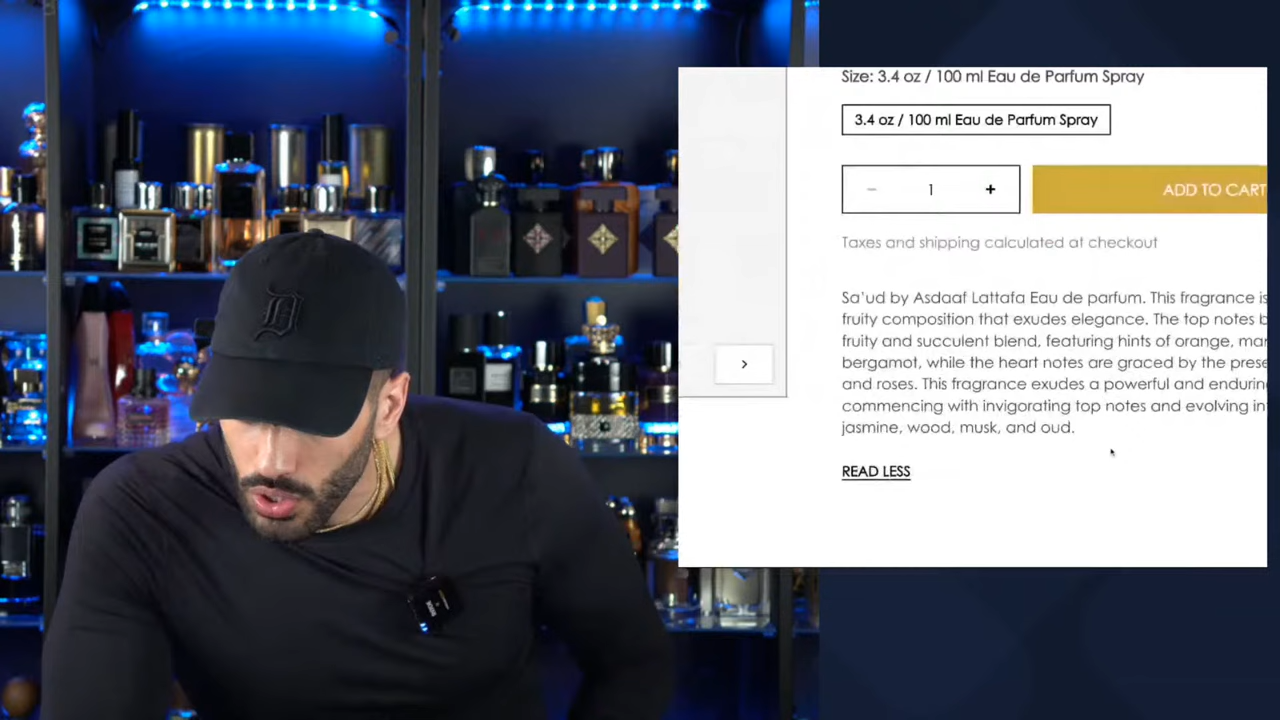 Size: 3.4 oz / 100 ml Eau de Parfum Spray
3.4 oz / 100 ml Eau de Parfum Spray
− 1 +
ADD TO CART
Taxes and shipping calculated at checkout
Sa'ud by Asdaaf Lattafa Eau de parfum. This fragrance is
fruity composition that exudes elegance. The top notes b
fruity and succulent blend, featuring hints of orange, man
bergamot, while the heart notes are graced by the prese
and roses. This fragrance exudes a powerful and endurin
commencing with invigorating top notes and evolving in
jasmine, wood, musk, and oud.
READ LESS
D